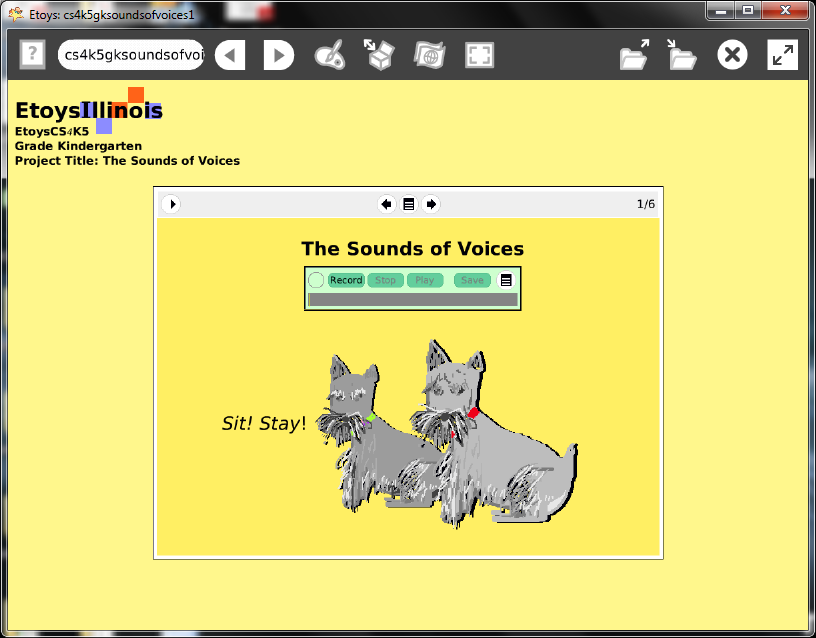 Etoys: cs4k5gksoundsofvoices1
?
cs4k5gksoundsofvoi
EtoysIllinois
EtoysCS4K5
Grade Kindergarten
Project Title: The Sounds of Voices
1/6
The Sounds of Voices
Record Stop Play Save
Sit! Stay!